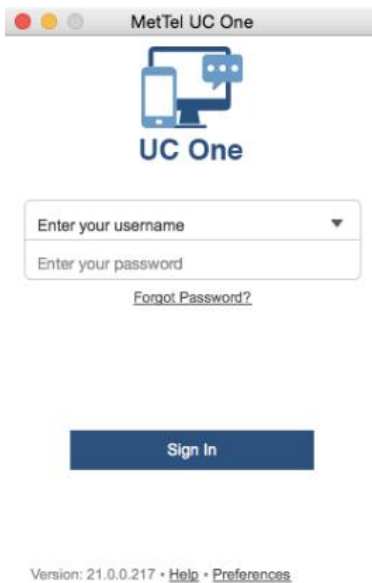 MetTel UC One
UC One
Enter your username
Enter your password
Forgot Password?
Sign In
Version: 21.0.0.217 • Help • Preferences